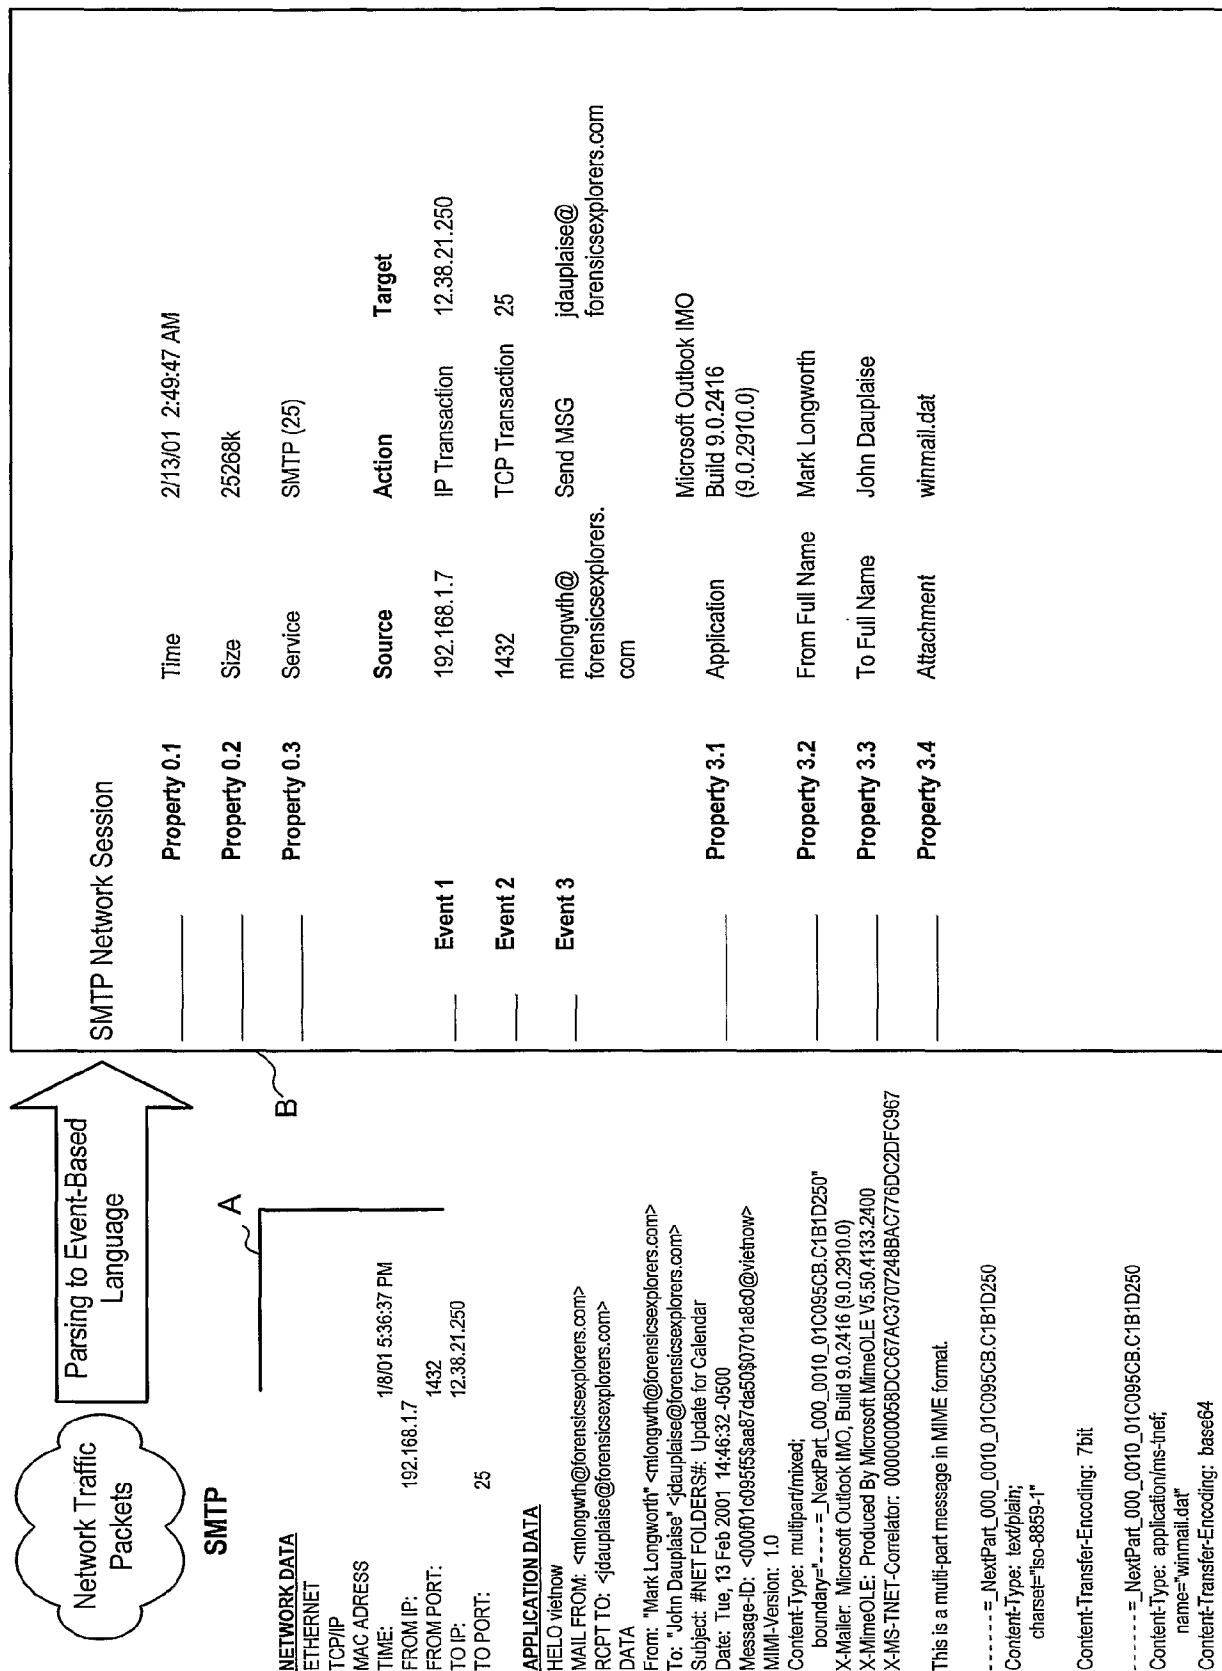 Network Traffic
Packets
Parsing to Event-Based
Language
SMTP
A
B
NETWORK DATA
ETHERNET
TCP/IP
MAC ADRESS
TIME: 1/8/01 5:36:37 PM
FROM IP: 192.168.1.7
FROM PORT: 1432
TO IP: 12.38.21.250
TO PORT: 25
APPLICATION DATA
HELO vietnow
MAIL FROM: <mlongwth@forensicsexplorers.com>
RCPT TO: <jdauplaise@forensicsexplorers.com>
DATA
From: "Mark Longworth" <mlongwth@forensicsexplorers.com>
To: "John Dauplaise" <jdauplaise@forensicsexplorers.com>
Subject: #NET FOLDERS#: Update for Calendar
Date: Tue, 13 Feb 2001 14:46:32 -0500
Message-ID: <000f01c095f5$aa87da50$0701a8c0@vietnow>
MIMI-Version: 1.0
Content-Type: multipart/mixed;
boundary="----=_NextPart_000_0010_01C095CB.C1B1D250"
X-Mailer: Microsoft Outlook IMO, Build 9.0.2416 (9.0.2910.0)
X-MimeOLE: Produced By Microsoft MimeOLE V5.50.4133.2400
X-MS-TNET-Correlator: 0000000058DCC67AC3707248BAC776DC2DFC967
This is a multi-part message in MIME format.
------=_NextPart_000_0010_01C095CB.C1B1D250
Content-Type: text/plain;
charset="iso-8859-1"
Content-Transfer-Encoding: 7bit
------=_NextPart_000_0010_01C095CB.C1B1D250
Content-Type: application/ms-tnef;
name="winmail.dat"
Content-Transfer-Encoding: base64
SMTP Network Session
Property 0.1 Time 2/13/01 2:49:47 AM
Property 0.2 Size 25268k
Property 0.3 Service SMTP (25)
Source Action Target
Event 1 192.168.1.7 IP Transaction 12.38.21.250
Event 2 1432 TCP Transaction 25
Event 3 mlongwth@ Send MSG jdauplaise@
forensicsexplorers. forensicsexplorers.com
com
Microsoft Outlook IMO
Property 3.1 Application Build 9.0.2416
(9.0.2910.0)
Property 3.2 From Full Name Mark Longworth
Property 3.3 To Full Name John Dauplaise
Property 3.4 Attachment winmail.dat